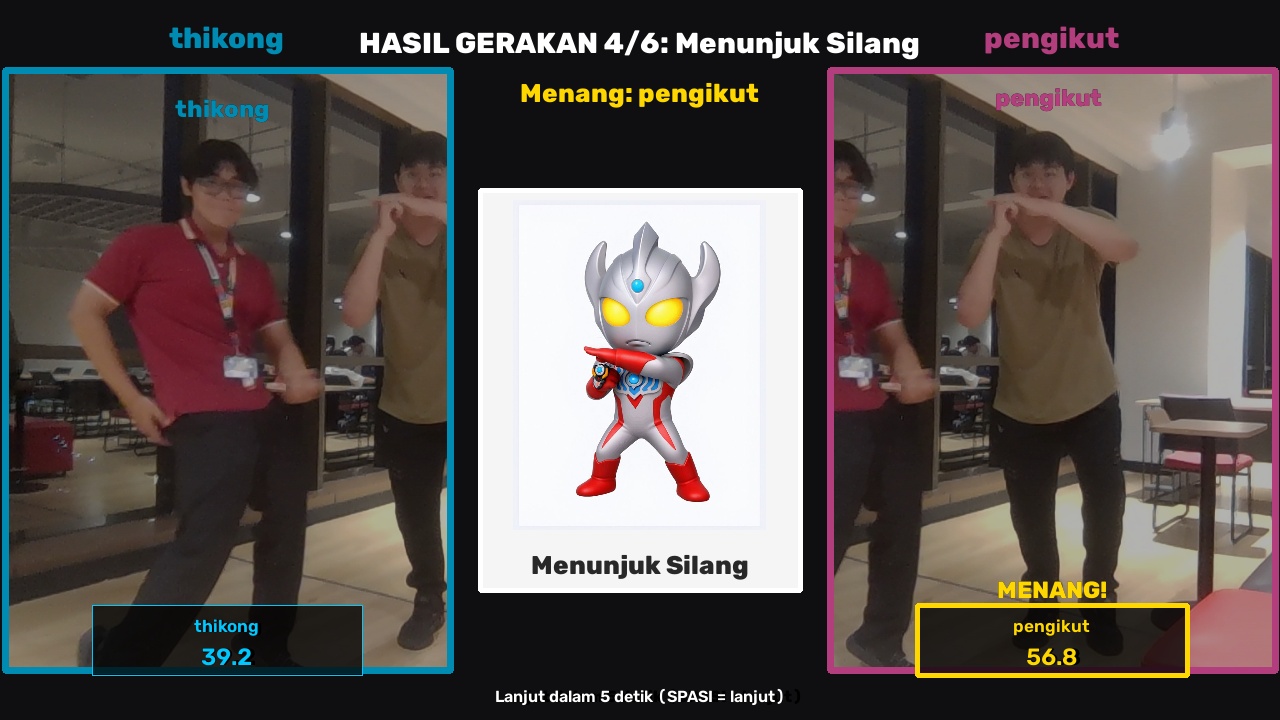 thikong
HASIL GERAKAN 4/6: Menunjuk Silang
pengikut
Menang: pengikut
thikong
pengikut
Menunjuk Silang
MENANG!
thikong
39.2
pengikut
56.8
Lanjut dalam 5 detik (SPASI = lanjut)